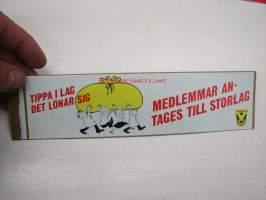 TIPPA I LAG
DET LÖNAR SIG
MEDLEMMAR AN-
TAGES TILL STORLAG